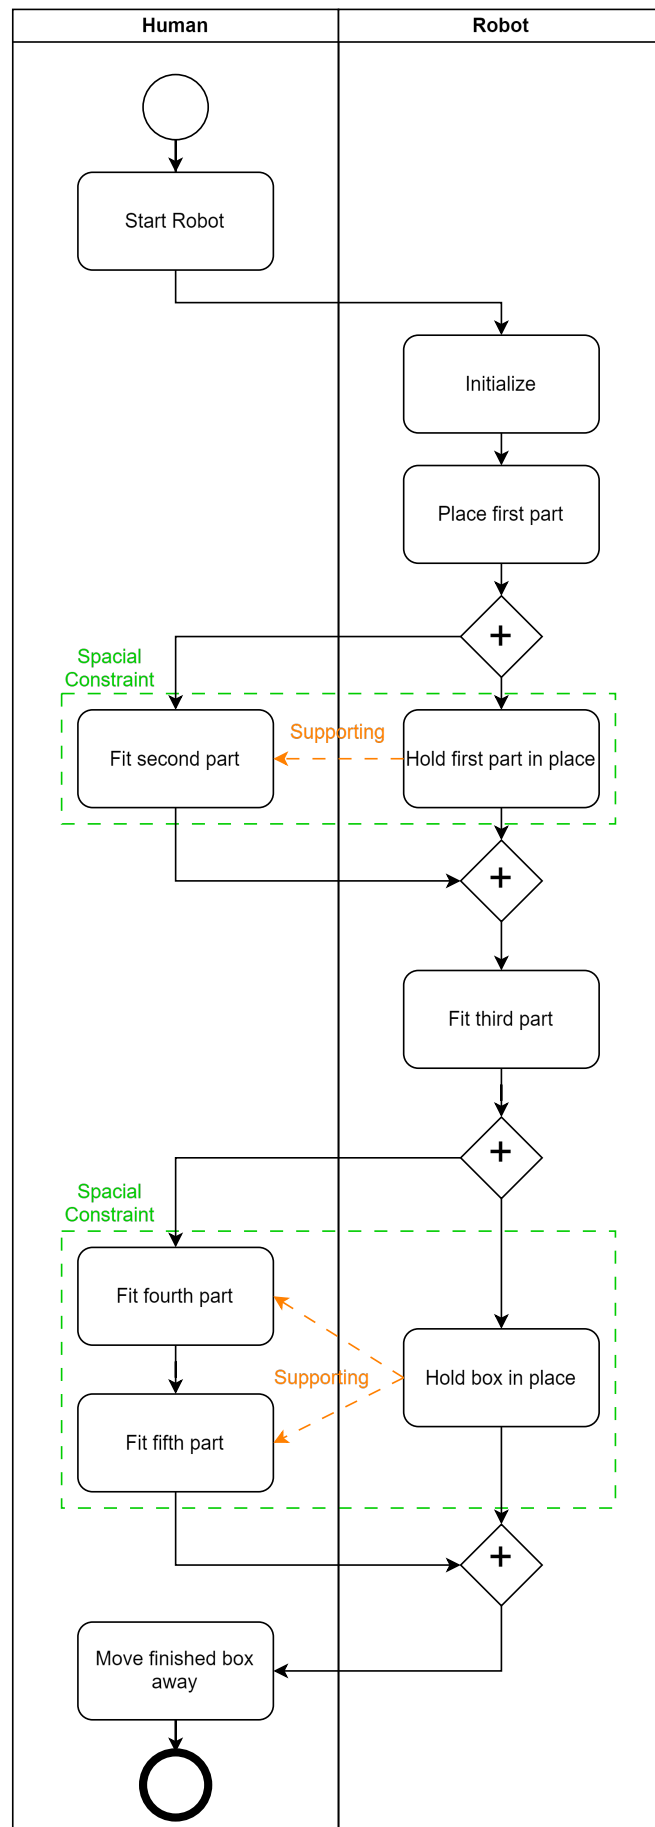 Human
Robot
Start Robot
Initialize
Place first part
+
Spacial
Constraint
Supporting
Fit second part
Hold first part in place
+
Fit third part
+
Spacial
Constraint
Fit fourth part
Supporting
Hold box in place
Fit fifth part
+
Move finished box
away